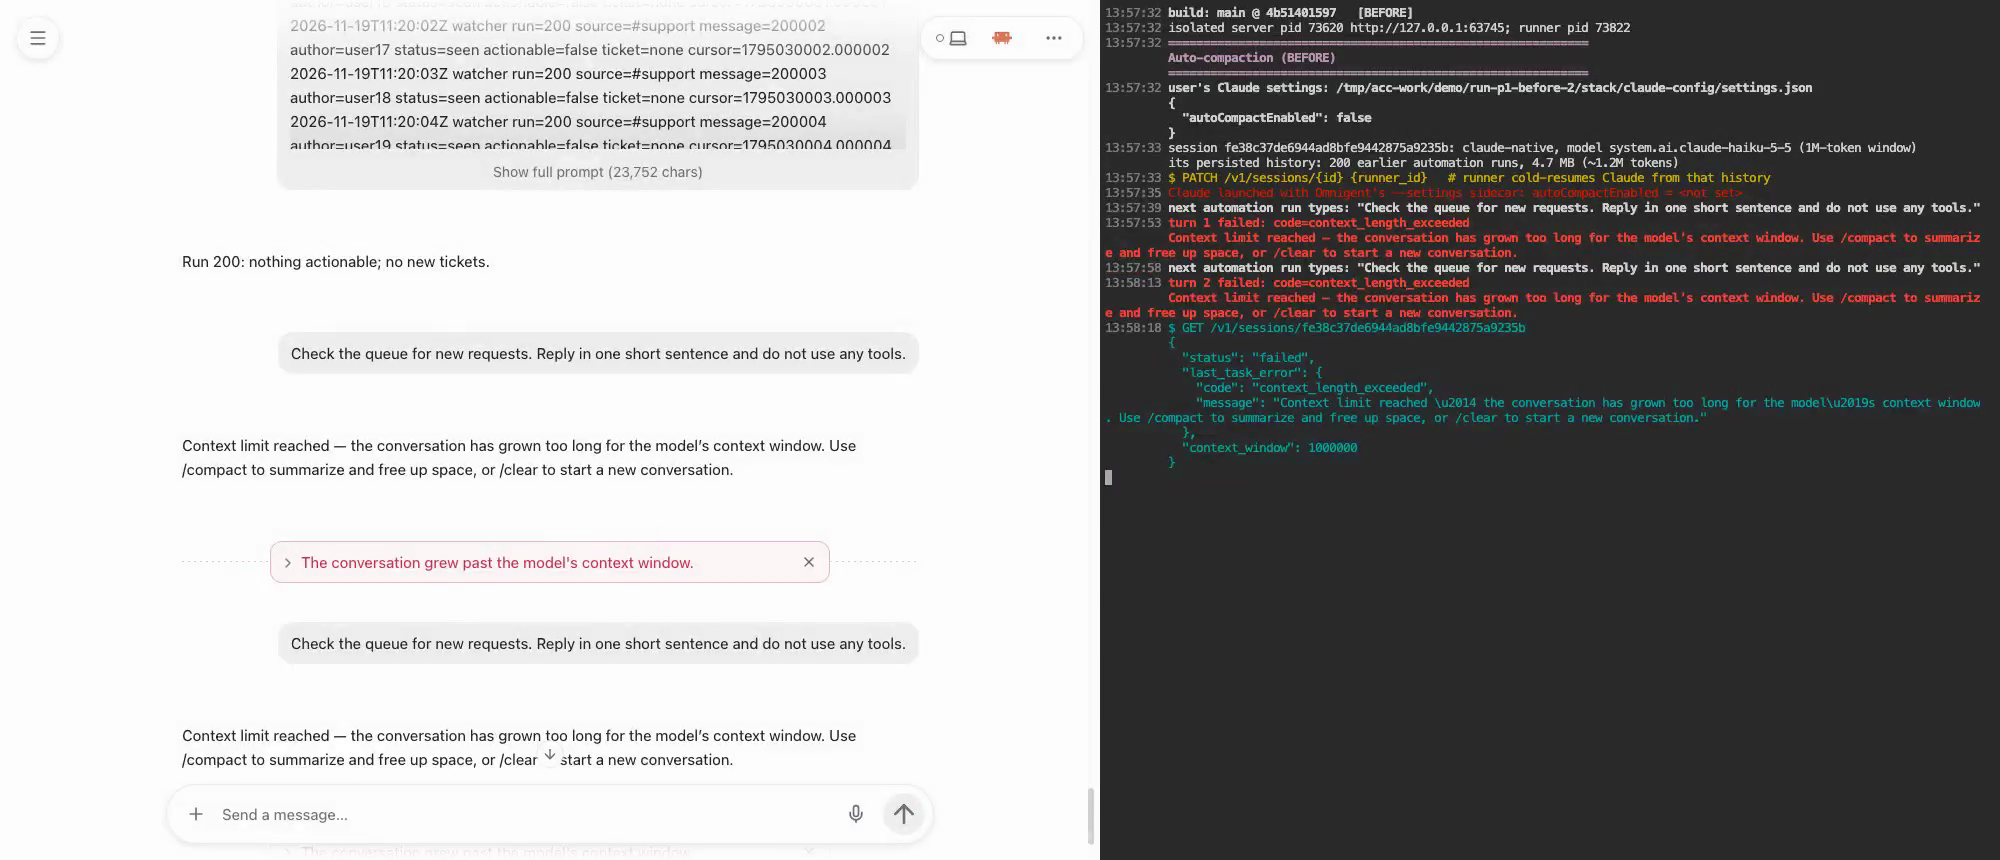 2026-11-19T11:20:02Z watcher run=200 source=#support message=200002
author=user17 status=seen actionable=false ticket=none cursor=1795030002.000002
2026-11-19T11:20:03Z watcher run=200 source=#support message=200003
author=user18 status=seen actionable=false ticket=none cursor=1795030003.000003
2026-11-19T11:20:04Z watcher run=200 source=#support message=200004
author=user19 status=seen actionable=false ticket=none cursor=1795030004.000004
Show full prompt (23,752 chars)
Run 200: nothing actionable; no new tickets.
Check the queue for new requests. Reply in one short sentence and do not use any tools.
Context limit reached — the conversation has grown too long for the model’s context window. Use
/compact to summarize and free up space, or /clear to start a new conversation.
The conversation grew past the model's context window.
Check the queue for new requests. Reply in one short sentence and do not use any tools.
Context limit reached — the conversation has grown too long for the model’s context window. Use
/compact to summarize and free up space, or /clear start a new conversation.
Send a message...
The conversation grew past the model's context window.
13:57:32 build: main @ 4b51401597 [BEFORE]
13:57:32 isolated server pid 73620 http://127.0.0.1:63745; runner pid 73822
13:57:32 ================================================================
Auto-compaction (BEFORE)
================================================================
13:57:32 user's Claude settings: /tmp/acc-work/demo/run-p1-before-2/stack/claude-config/settings.json
{
"autoCompactEnabled": false
}
13:57:33 session fe38c37de6944ad8bfe9442875a9235b: claude-native, model system.ai.claude-haiku-5-5 (1M-token window)
its persisted history: 200 earlier automation runs, 4.7 MB (~1.2M tokens)
13:57:33 $ PATCH /v1/sessions/{id} {runner_id} # runner cold-resumes Claude from that history
13:57:35 Claude launched with Omnigent's --settings sidecar: autoCompactEnabled = <not set>
13:57:39 next automation run types: "Check the queue for new requests. Reply in one short sentence and do not use any tools."
13:57:53 turn 1 failed: code=context_length_exceeded
Context limit reached — the conversation has grown too long for the model's context window. Use /compact to summariz
e and free up space, or /clear to start a new conversation.
13:57:58 next automation run types: "Check the queue for new requests. Reply in one short sentence and do not use any tools."
13:58:13 turn 2 failed: code=context_length_exceeded
Context limit reached — the conversation has grown too long for the model's context window. Use /compact to summariz
e and free up space, or /clear to start a new conversation.
13:58:18 $ GET /v1/sessions/fe38c37de6944ad8bfe9442875a9235b
{
"status": "failed",
"last_task_error": {
"code": "context_length_exceeded",
"message": "Context limit reached \u2014 the conversation has grown too long for the model\u2019s context window
. Use /compact to summarize and free up space, or /clear to start a new conversation."
},
"context_window": 1000000
}